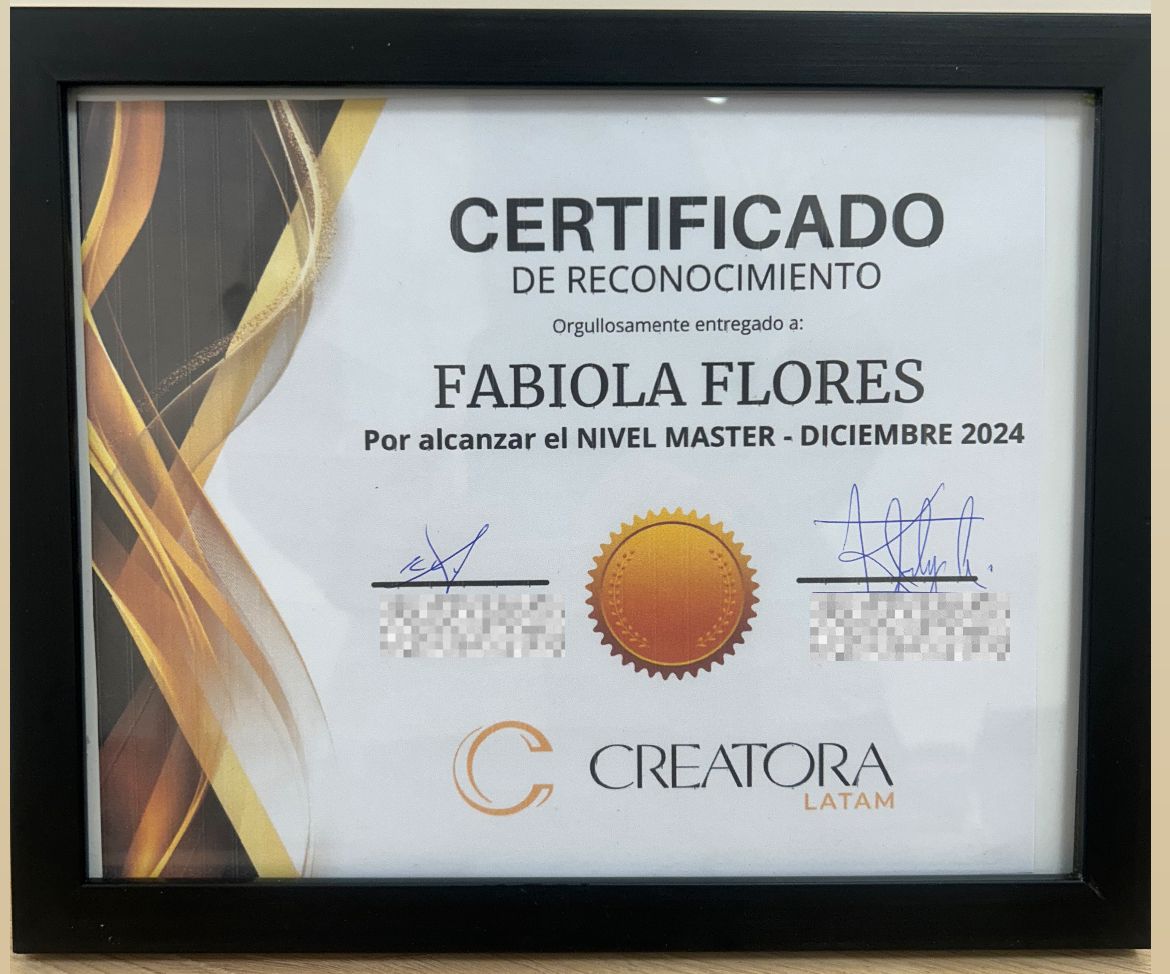 CERTIFICADO
DE RECONOCIMIENTO
Orgullosamente entregado a:
FABIOLA FLORES
Por alcanzar el NIVEL MASTER - DICIEMBRE 2024
CREATORA
LATAM